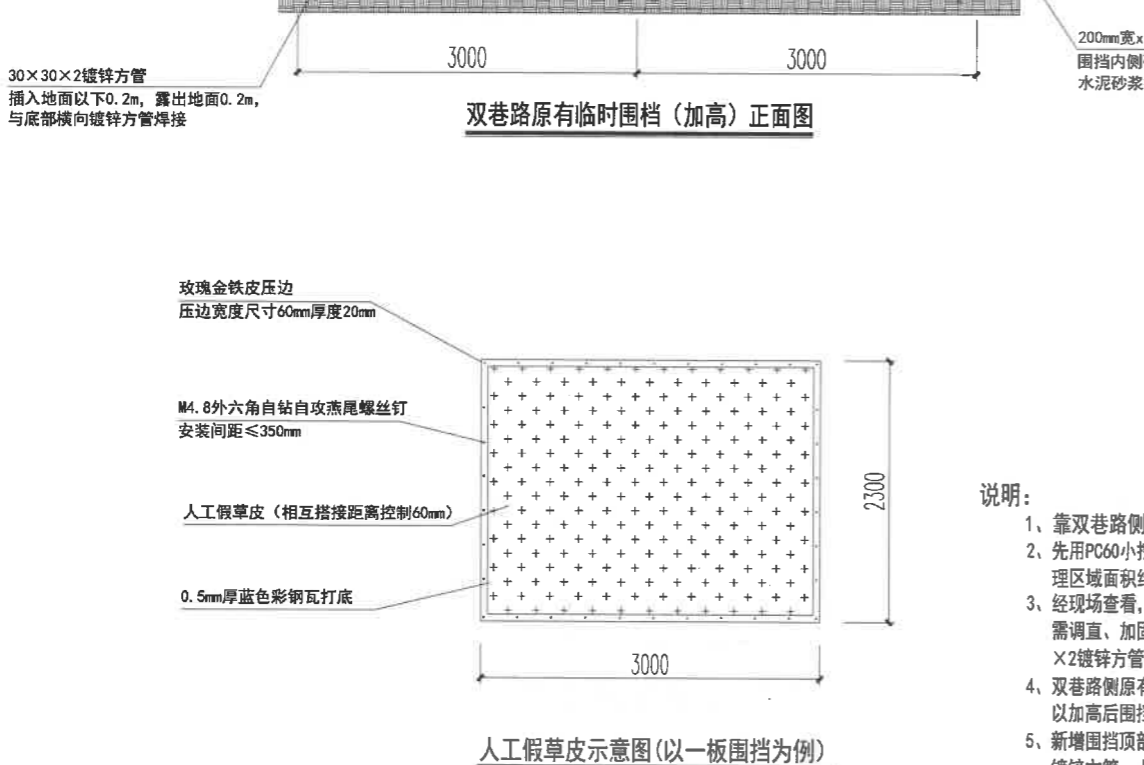 200mm宽x
围挡内侧
水泥砂浆
3000
3000
30×30×2镀锌方管
插入地面以下0.2m，露出地面0.2m，
与底部横向镀锌方管焊接
双巷路原有临时围档（加高）正面图
玫瑰金铁皮压边
压边宽度尺寸60mm厚度20mm
M4.8外六角自钻自攻燕尾螺丝钉
安装间距≤350mm
人工假草皮（相互搭接距离控制60mm）
0.5mm厚蓝色彩钢瓦打底
2300
3000
人工假草皮示意图(以一板围挡为例)
说明：
1、靠双巷路侧
2、先用PC60小挖
理区域面积约
3、经现场查看，
需调直、加固
×2镀锌方管
4、双巷路侧原有
以加高后围挡
5、新增围挡顶部